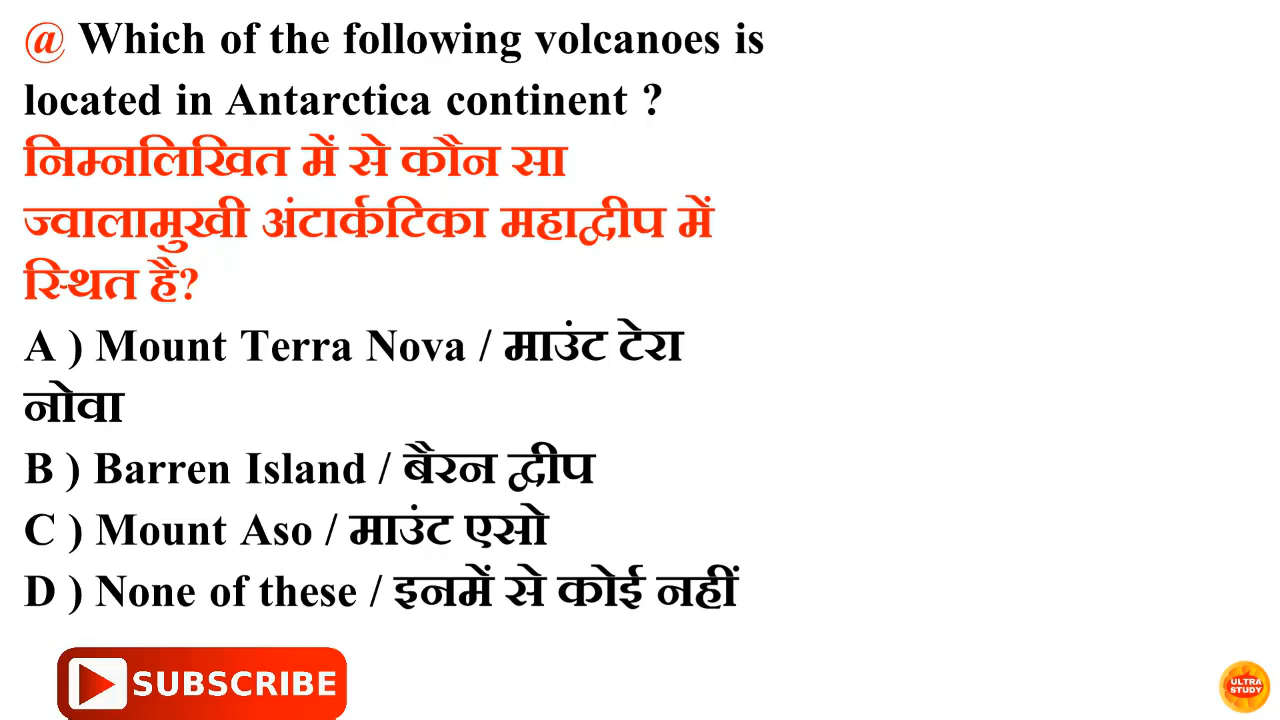 @ Which of the following volcanoes is
located in Antarctica continent ?
निम्नलिखित में से कौन सा
ज्वालामुखी अंटार्कटिका महाद्वीप में
स्थित है?
A ) Mount Terra Nova / माउंट टेरा
नोवा
B ) Barren Island / बैरन द्वीप
C ) Mount Aso / माउंट एसो
D ) None of these / इनमें से कोई नहीं
SUBSCRIBE
ULTRA
STUDY